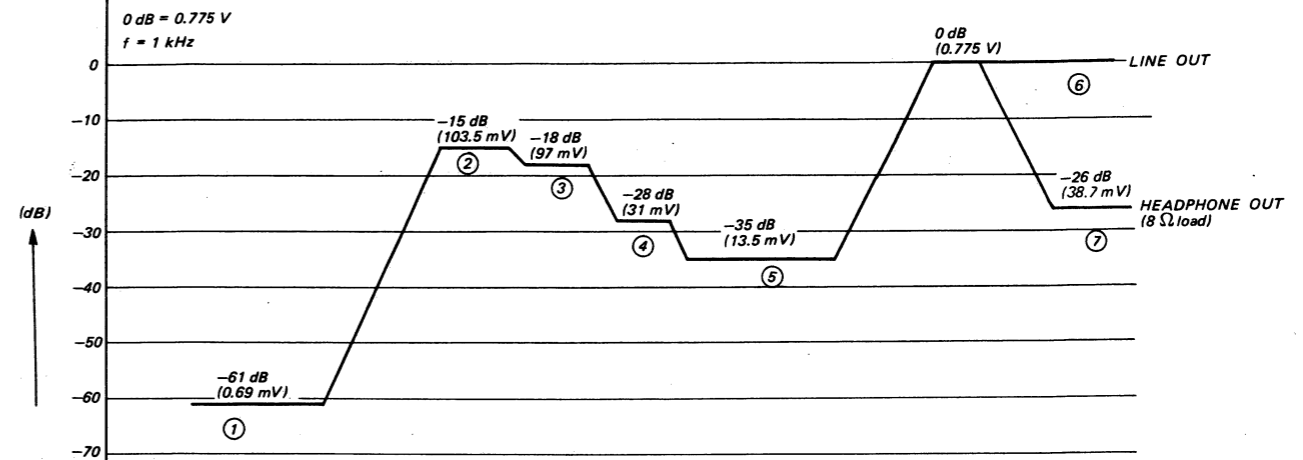 0 dB = 0.775 V
f = 1 kHz
0 dB
(0.775 V)
0
LINE OUT
⑥
-10
-15 dB
(103.5 mV)
②
-18 dB
(97 mV)
③
-20
-26 dB
(38.7 mV)
-28 dB
(31 mV)
④
(dB)
HEADPHONE OUT
(8 Ω load)
⑦
-30
-35 dB
(13.5 mV)
⑤
-40
-50
-61 dB
(0.69 mV)
-60
①
-70